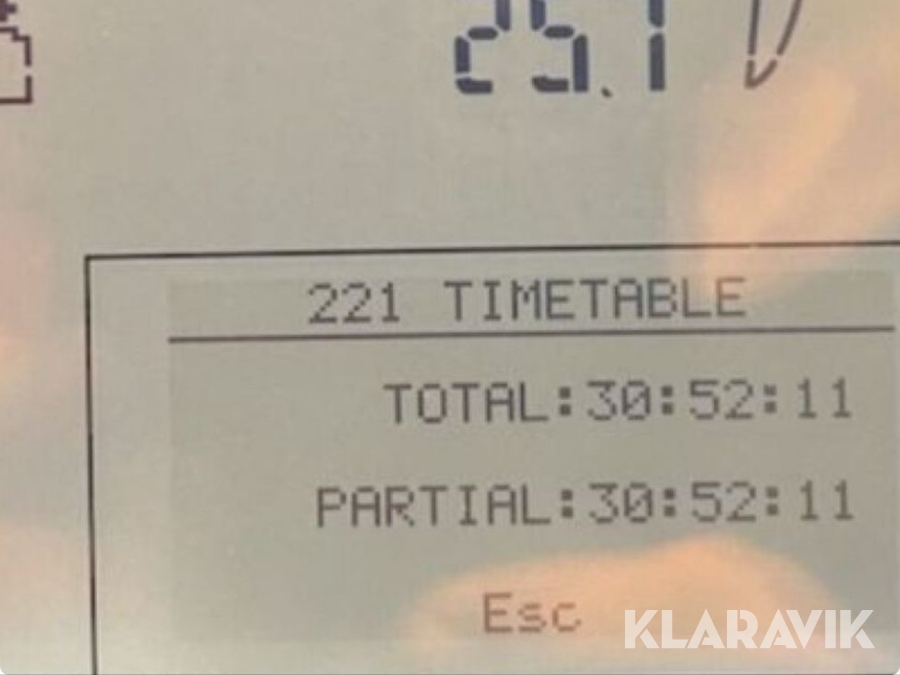 25.1
221 TIMETABLE
TOTAL:30:52:11
PARTIAL:30:52:11
Esc
KLARAVIK